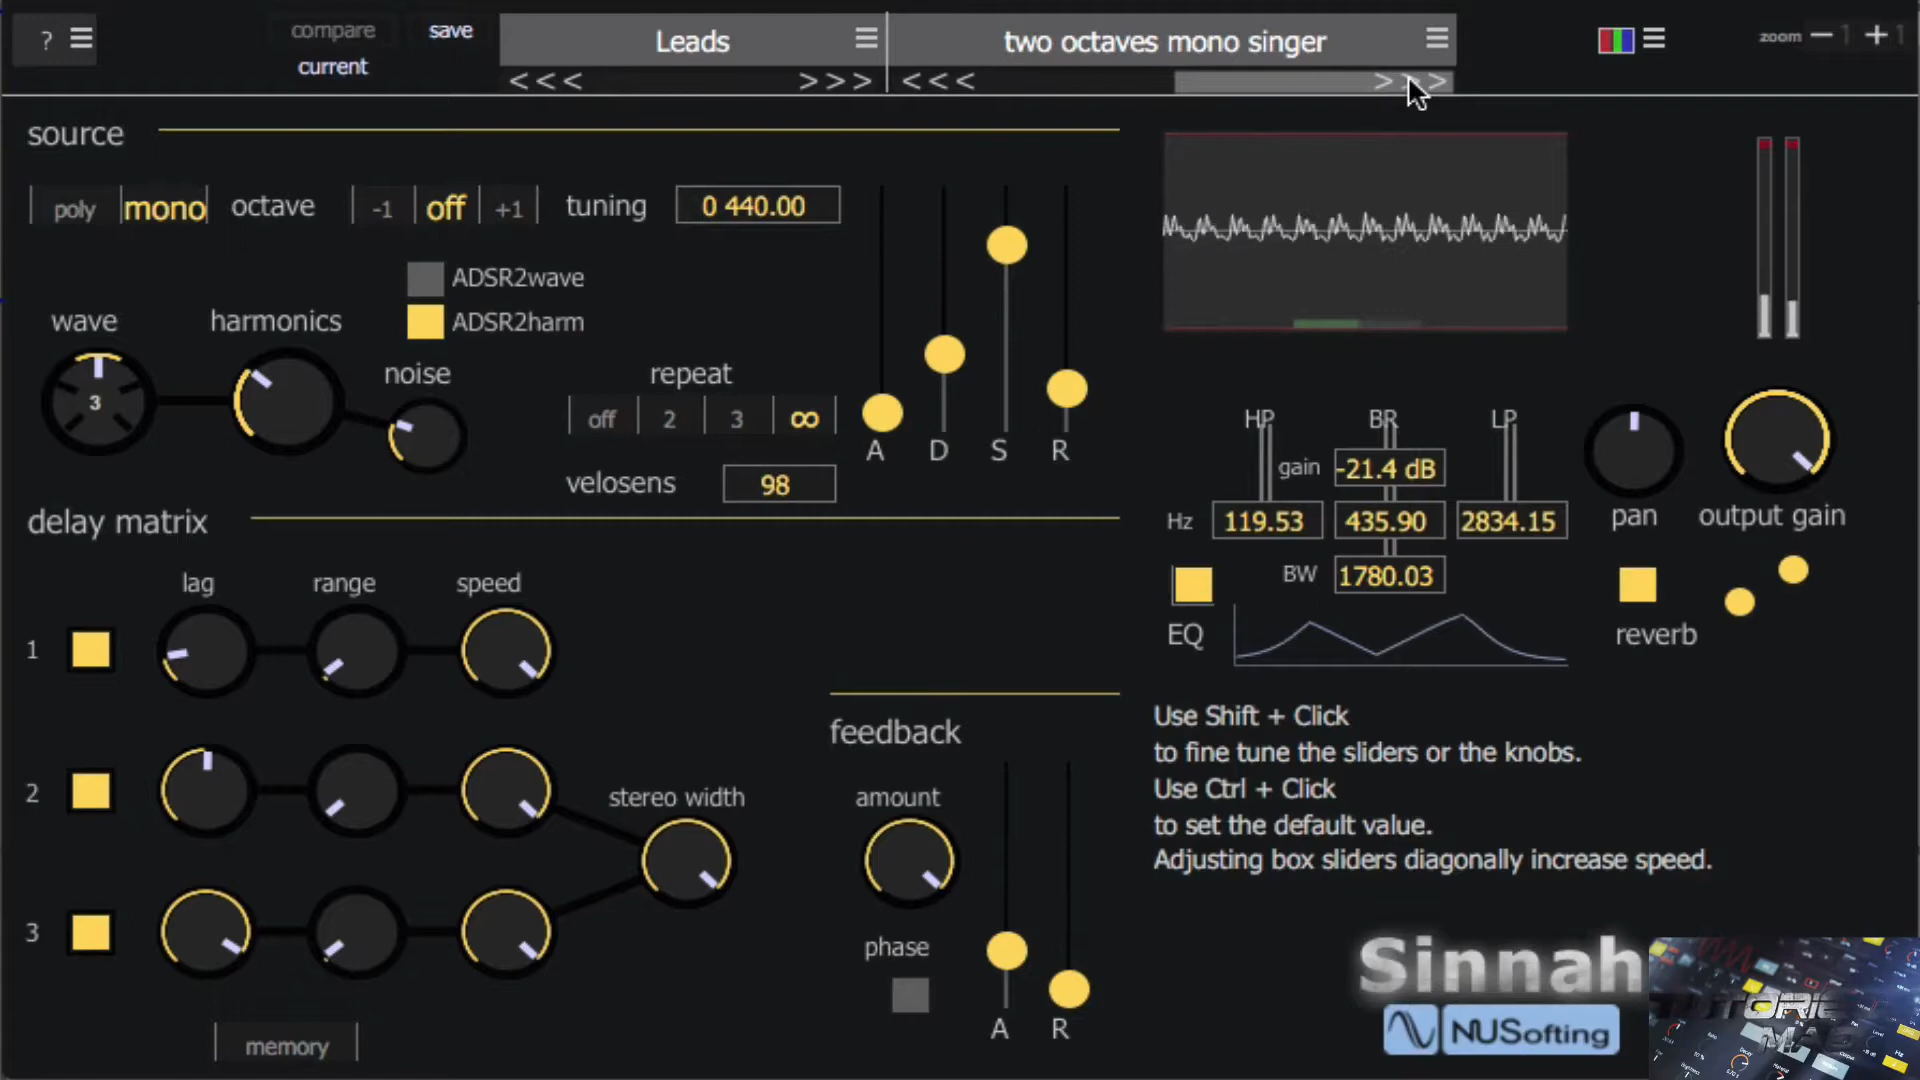 ?
compare
current
save
Leads
two octaves mono singer
zoom
< < <
> > >
< < <
> > >
source
poly mono
octave
-1 off +1
tuning
0 440.00
ADSR2wave
ADSR2harm
wave
harmonics
noise
3
repeat
off 2 3 ∞
velosens
98
A D S R
HP BR LP
gain
-21.4 dB
Hz
119.53
435.90
2834.15
BW
1780.03
EQ
pan
output gain
reverb
delay matrix
lag
range
speed
1
2
3
stereo width
memory
feedback
amount
phase
A R
Use Shift + Click
to fine tune the sliders or the knobs.
Use Ctrl + Click
to set the default value.
Adjusting box sliders diagonally increase speed.
Sinnah
NUSofting